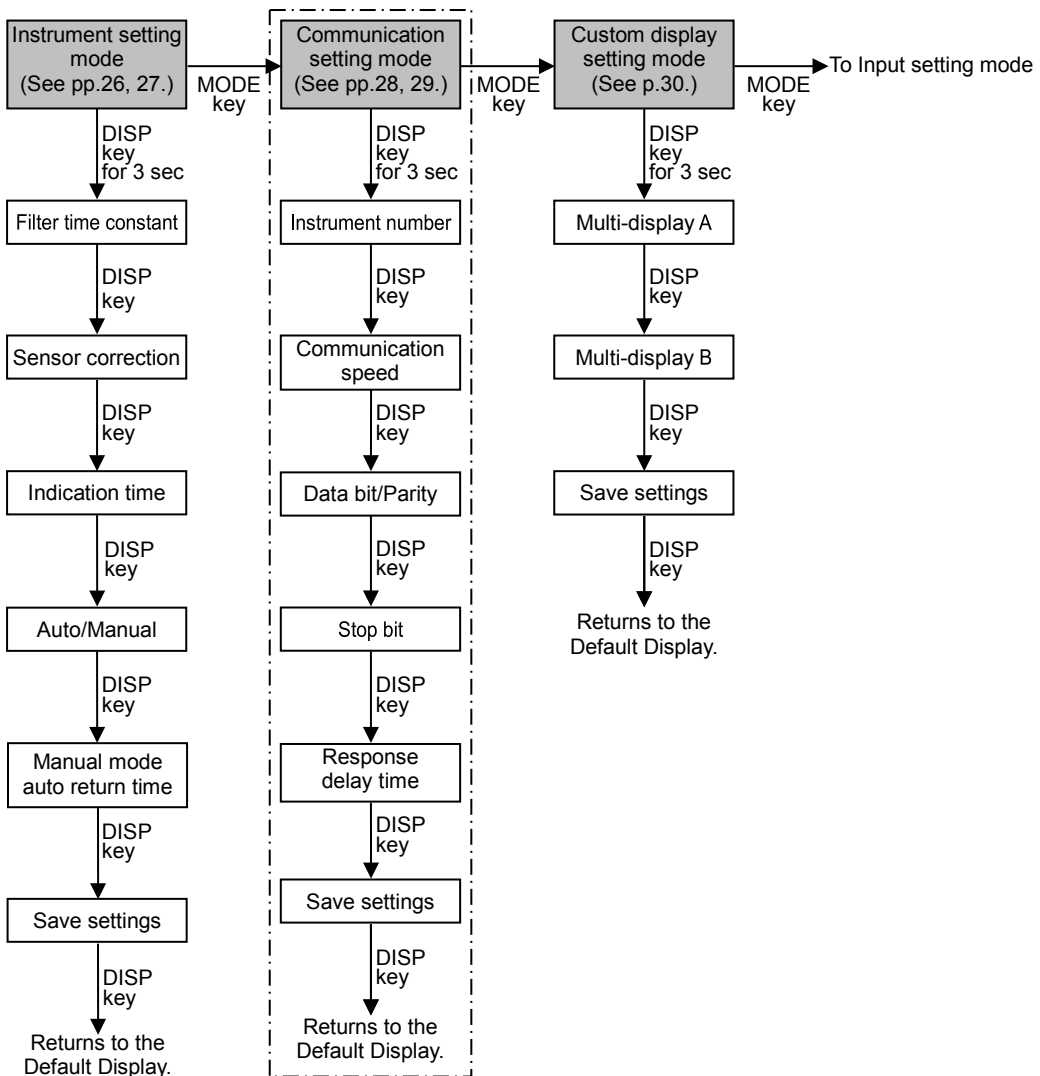 Instrument setting
mode
(See pp.26, 27.)
MODE
key
Communication
setting mode
(See pp.28, 29.)
MODE
key
Custom display
setting mode
(See p.30.)
MODE
key
To Input setting mode
DISP
key
for 3 sec
Filter time constant
DISP
key
Sensor correction
DISP
key
Indication time
DISP
key
Auto/Manual
DISP
key
Manual mode
auto return time
DISP
key
Save settings
DISP
key
Returns to the
Default Display.
DISP
key
for 3 sec
Instrument number
DISP
key
Communication
speed
DISP
key
Data bit/Parity
DISP
key
Stop bit
DISP
key
Response
delay time
DISP
key
Save settings
DISP
key
Returns to the
Default Display.
DISP
key
for 3 sec
Multi-display A
DISP
key
Multi-display B
DISP
key
Save settings
DISP
key
Returns to the
Default Display.